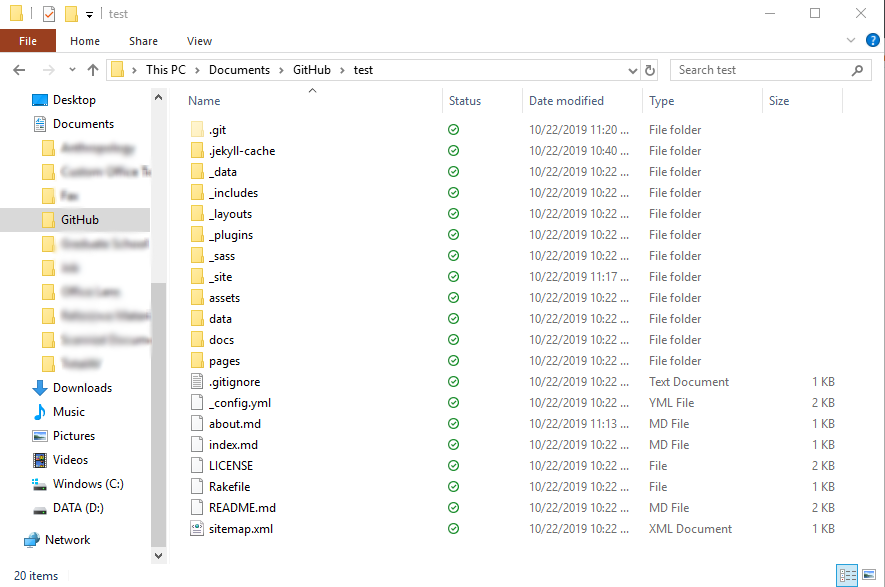 test
File Home Share View
This PC Documents GitHub test Search test
Name Status Date modified Type Size
Desktop
Documents
GitHub
Downloads
Music
Pictures
Videos
Windows (C:)
DATA (D:)
Network
.git 10/22/2019 11:20 ... File folder
.jekyll-cache 10/22/2019 10:40 ... File folder
_data 10/22/2019 10:22 ... File folder
_includes 10/22/2019 10:22 ... File folder
_layouts 10/22/2019 10:22 ... File folder
_plugins 10/22/2019 10:22 ... File folder
_sass 10/22/2019 10:22 ... File folder
_site 10/22/2019 11:17 ... File folder
assets 10/22/2019 10:22 ... File folder
data 10/22/2019 10:22 ... File folder
docs 10/22/2019 10:22 ... File folder
pages 10/22/2019 10:22 ... File folder
.gitignore 10/22/2019 10:22 ... Text Document 1 KB
_config.yml 10/22/2019 10:22 ... YML File 2 KB
about.md 10/22/2019 11:13 ... MD File 1 KB
index.md 10/22/2019 10:22 ... MD File 1 KB
LICENSE 10/22/2019 10:22 ... File 2 KB
Rakefile 10/22/2019 10:22 ... File 1 KB
README.md 10/22/2019 10:22 ... MD File 2 KB
sitemap.xml 10/22/2019 10:22 ... XML Document 1 KB
20 items